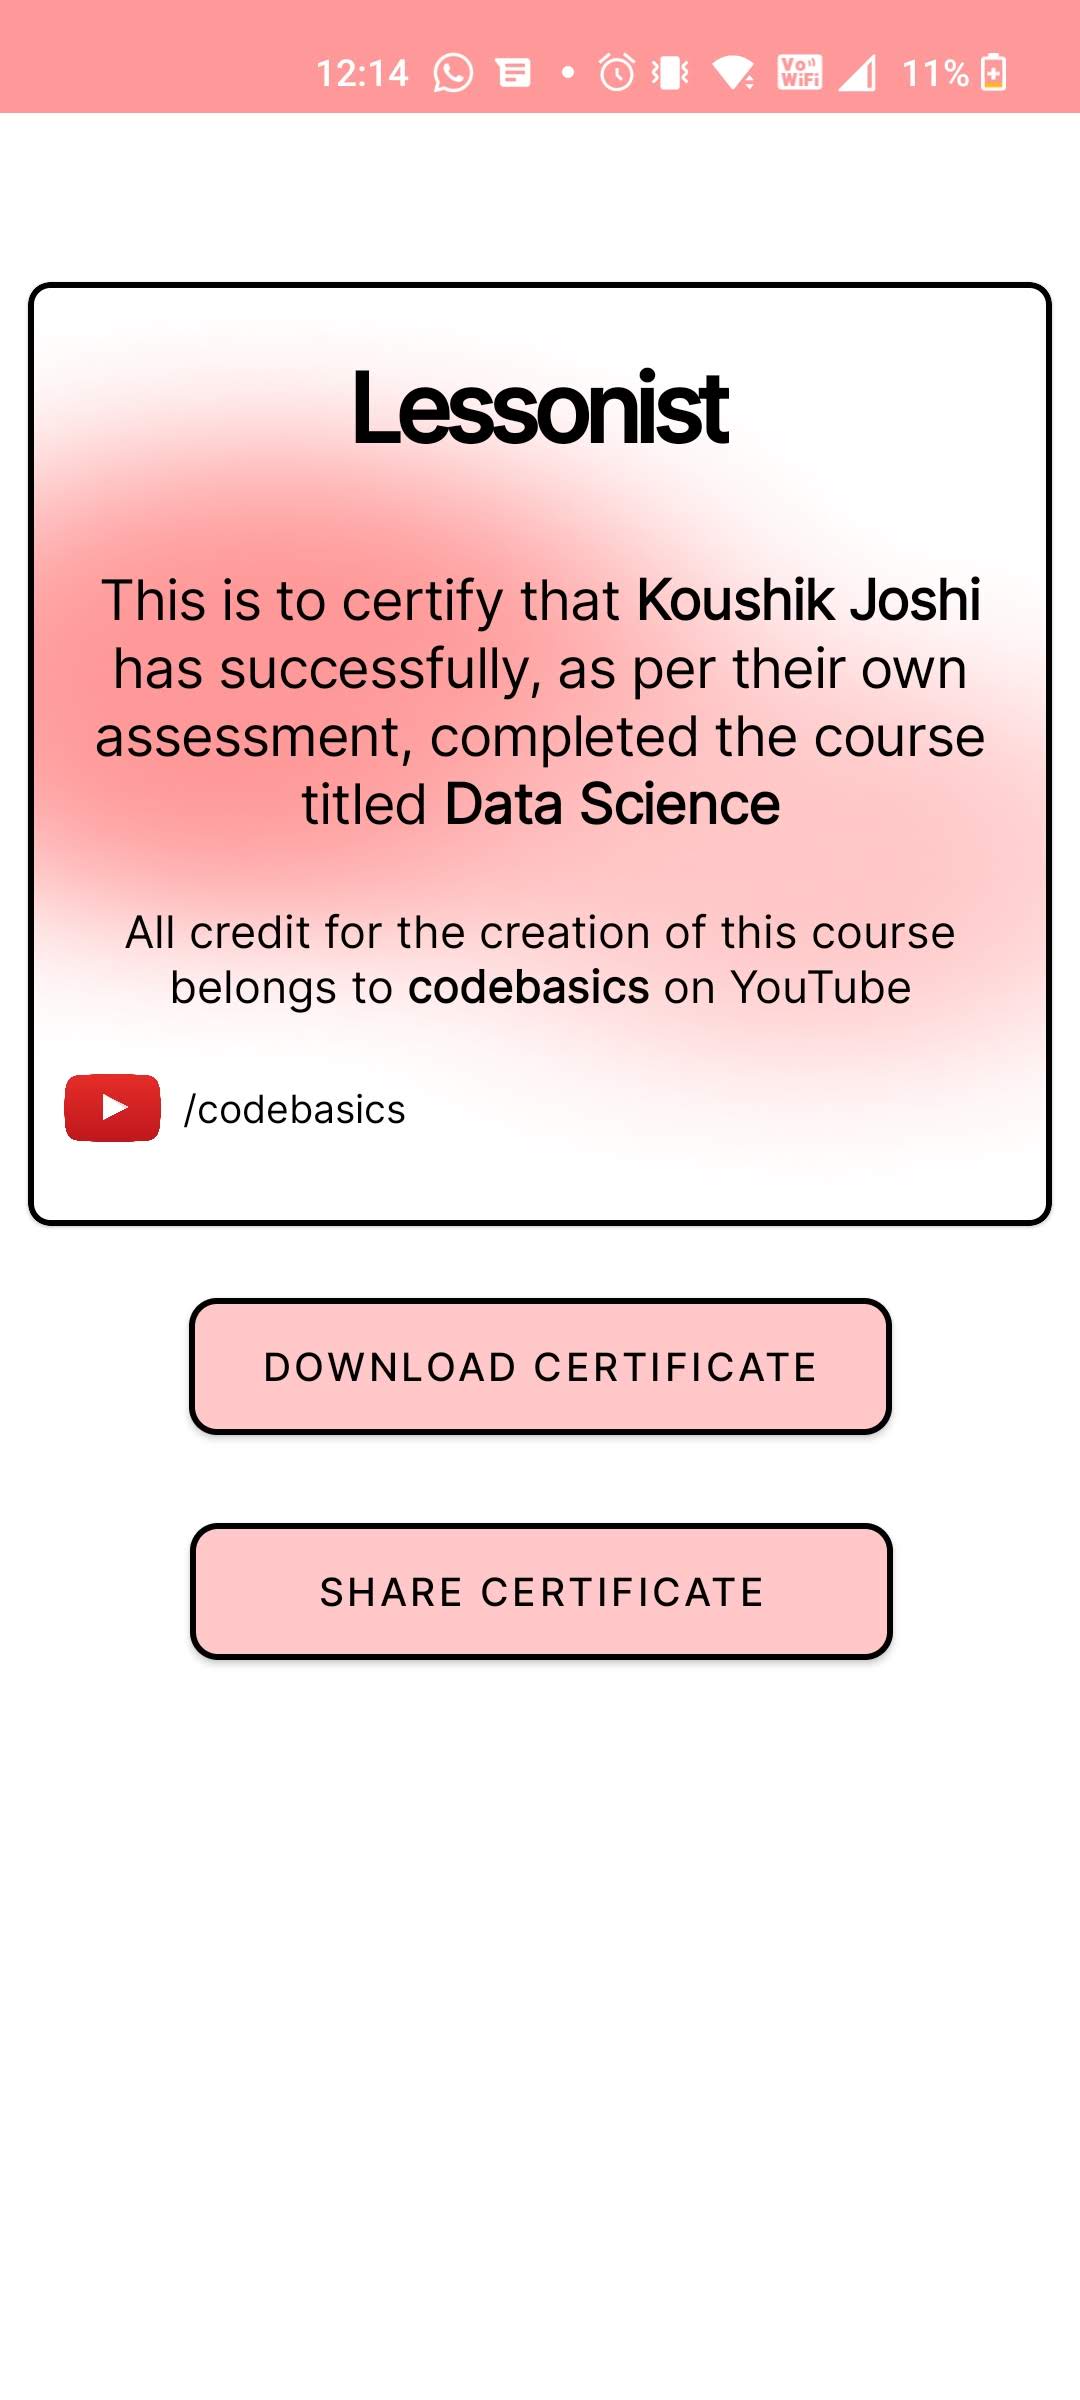 12:14 Vo WiFi 11%
Lessonist
This is to certify that Koushik Joshi
has successfully, as per their own
assessment, completed the course
titled Data Science
All credit for the creation of this course
belongs to codebasics on YouTube
/codebasics
DOWNLOAD CERTIFICATE
SHARE CERTIFICATE